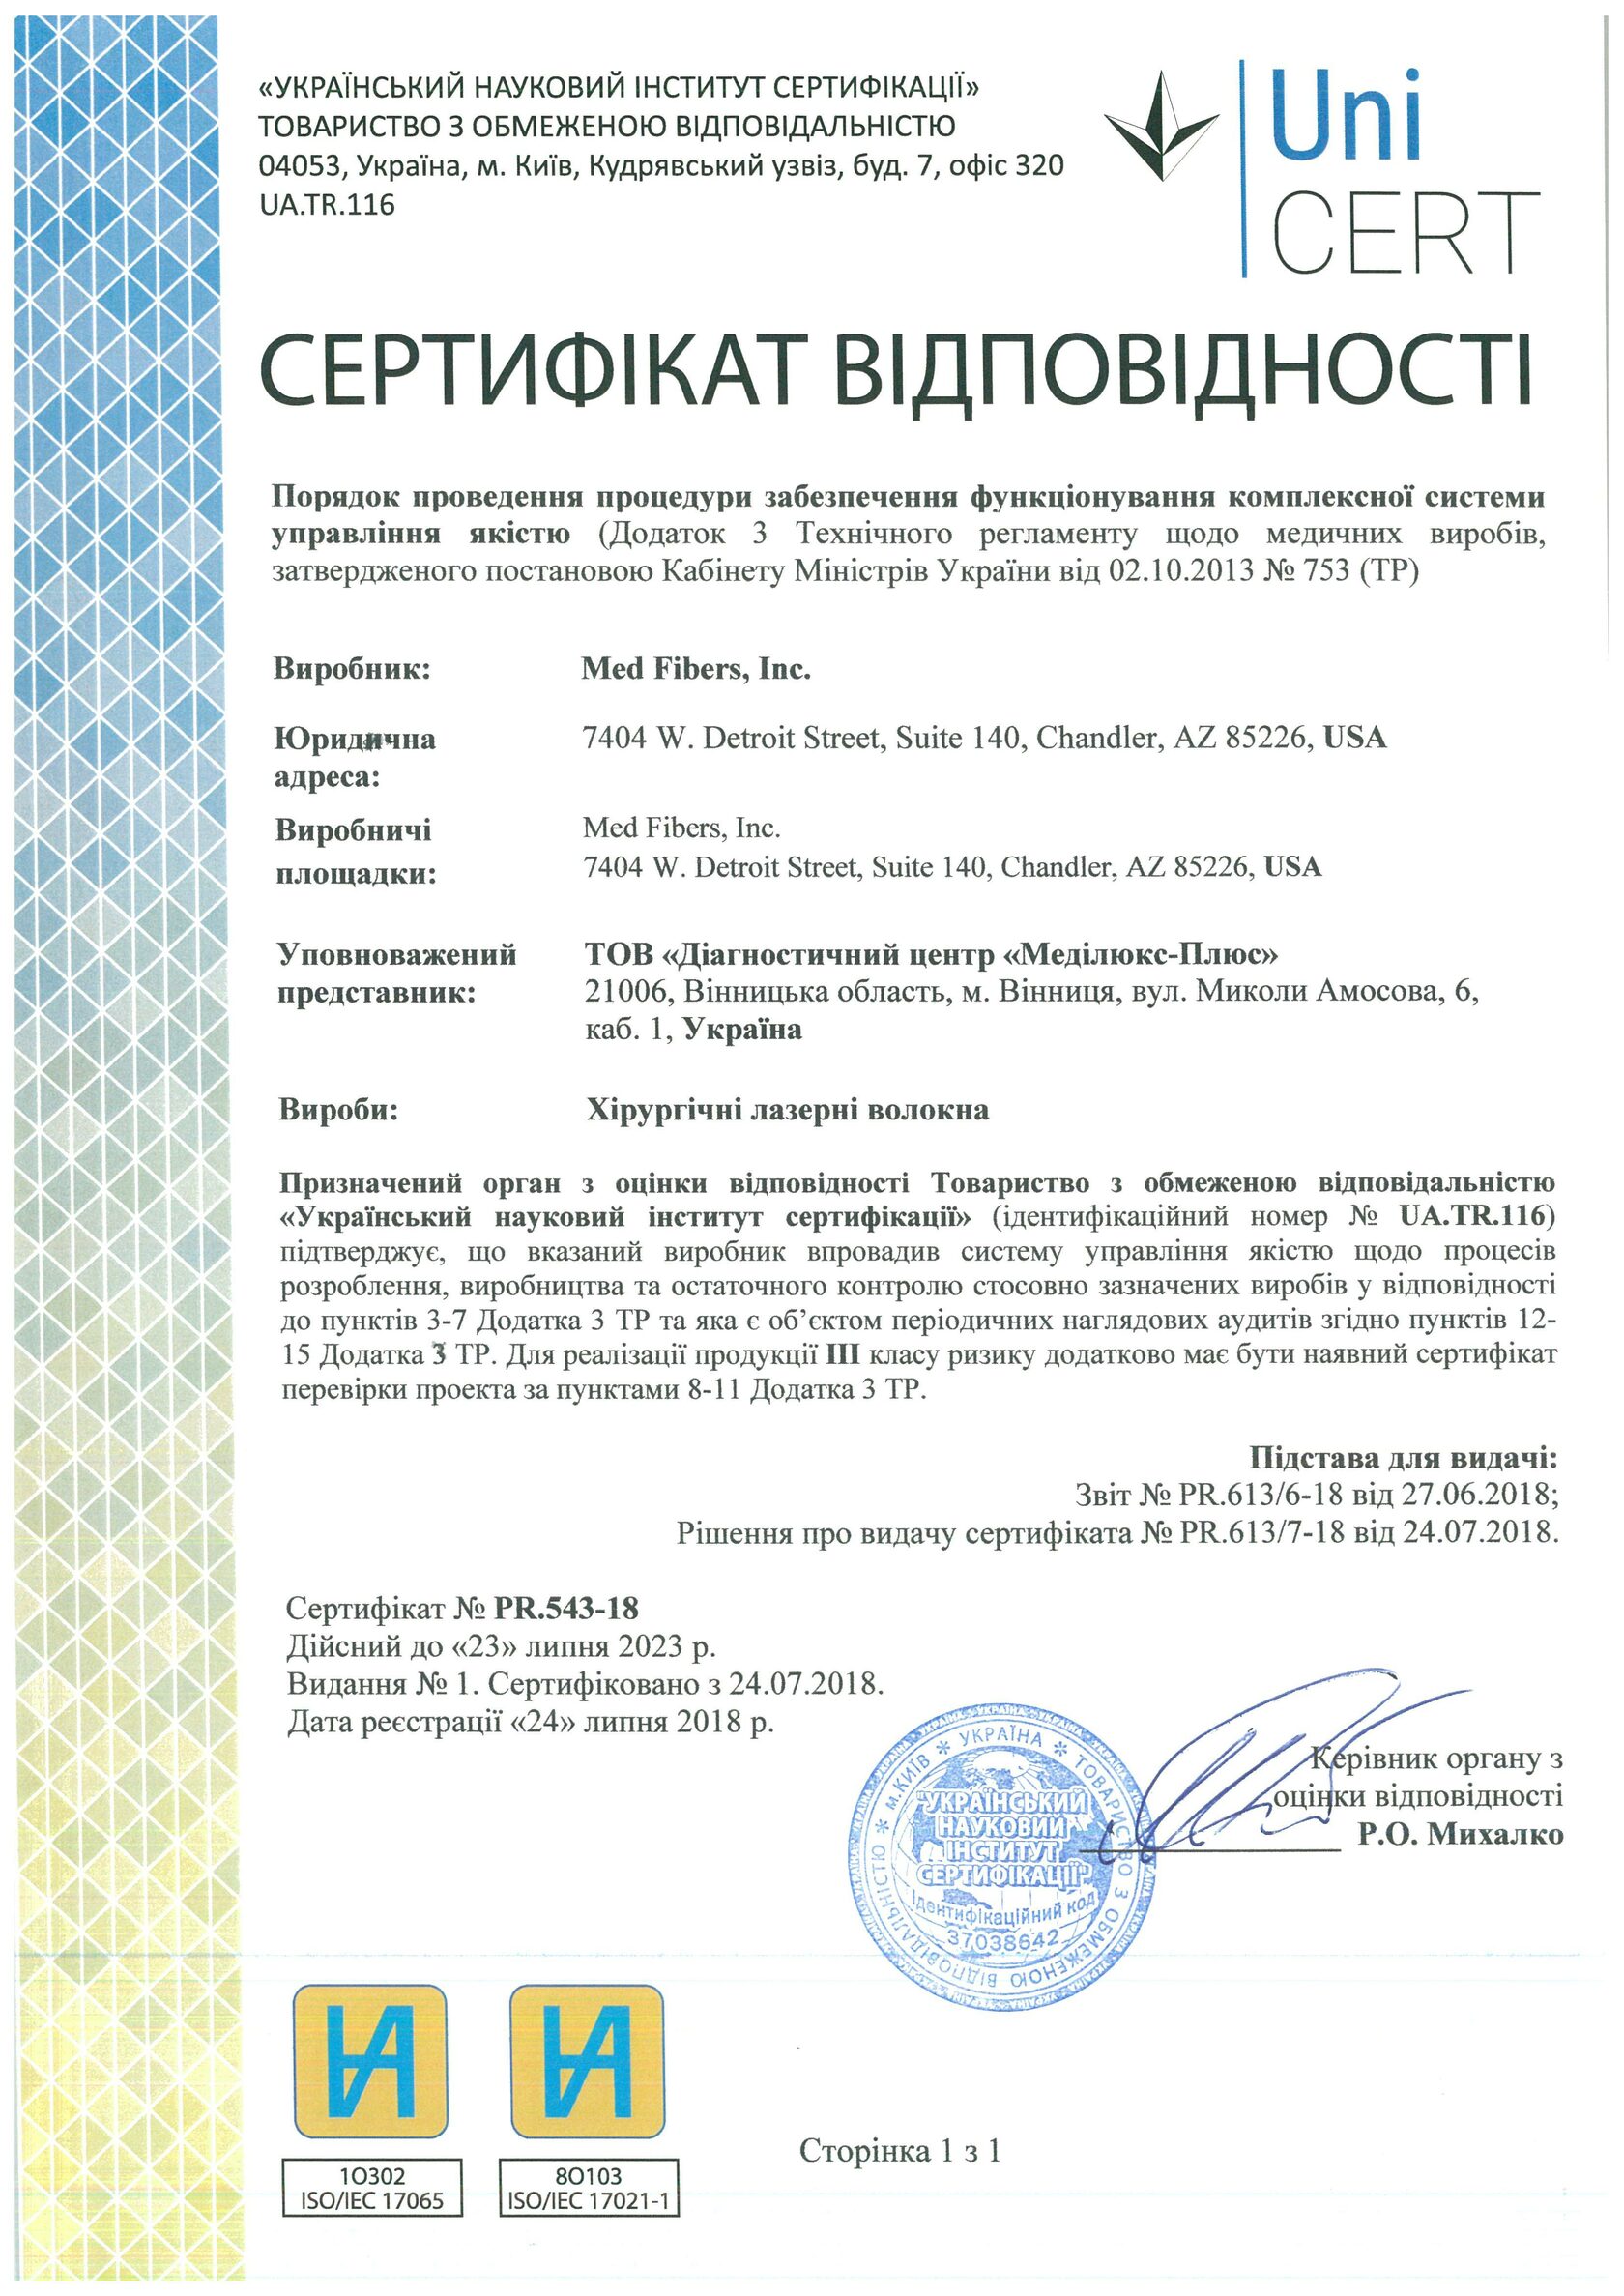 «УКРАЇНСЬКИЙ НАУКОВИЙ ІНСТИТУТ СЕРТИФІКАЦІЇ»
ТОВАРИСТВО З ОБМЕЖЕНОЮ ВІДПОВІДАЛЬНІСТЮ
04053, Україна, м. Київ, Кудрявський узвіз, буд. 7, офіс 320
UA.TR.116
Uni
CERT
СЕРТИФІКАТ ВІДПОВІДНОСТІ
Порядок проведення процедури забезпечення функціонування комплексної системи
управління якістю (Додаток 3 Технічного регламенту щодо медичних виробів,
затвердженого постановою Кабінету Міністрів України від 02.10.2013 № 753 (ТР)
Виробник: Med Fibers, Inc.
Юридична 7404 W. Detroit Street, Suite 140, Chandler, AZ 85226, USA
адреса:
Виробничі Med Fibers, Inc.
площадки: 7404 W. Detroit Street, Suite 140, Chandler, AZ 85226, USA
Уповноважений ТОВ «Діагностичний центр «Меділюкс-Плюс»
представник: 21006, Вінницька область, м. Вінниця, вул. Миколи Амосова, 6,
каб. 1, Україна
Вироби: Хірургічні лазерні волокна
Призначений орган з оцінки відповідності Товариство з обмеженою відповідальністю
«Український науковий інститут сертифікації» (ідентифікаційний номер № UA.TR.116)
підтверджує, що вказаний виробник впровадив систему управління якістю щодо процесів
розроблення, виробництва та остаточного контролю стосовно зазначених виробів у відповідності
до пунктів 3-7 Додатка 3 ТР та яка є об’єктом періодичних наглядових аудитів згідно пунктів 12-
15 Додатка 3 ТР. Для реалізації продукції III класу ризику додатково має бути наявний сертифікат
перевірки проекта за пунктами 8-11 Додатка 3 ТР.
Підстава для видачі:
Звіт № PR.613/6-18 від 27.06.2018;
Рішення про видачу сертифіката № PR.613/7-18 від 24.07.2018.
Сертифікат № PR.543-18
Дійсний до «23» липня 2023 р.
Видання № 1. Сертифіковано з 24.07.2018.
Дата реєстрації «24» липня 2018 р.
Керівник органу з
оцінки відповідності
Р.О. Михалко
м.КИЇВ * УКРАЇНА * ТОВАРИСТВО З ОБМЕЖЕНОЮ ВІДПОВІДАЛЬНІСТЮ *
"УКРАЇНСЬКИЙ
НАУКОВИЙ
ІНСТИТУТ
СЕРТИФІКАЦІЇ"
Ідентифікаційний код
37038642
10302
ISO/IEC 17065
80103
ISO/IEC 17021-1
Сторінка 1 з 1